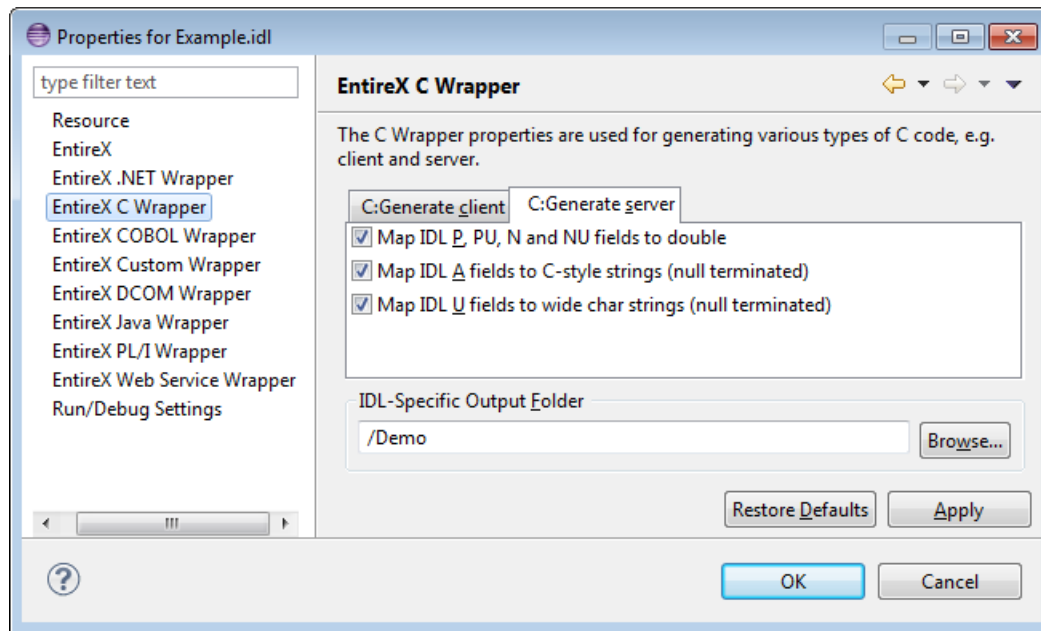 Properties for Example.idl
type filter text
Resource
EntireX
EntireX .NET Wrapper
EntireX C Wrapper
EntireX COBOL Wrapper
EntireX Custom Wrapper
EntireX DCOM Wrapper
EntireX Java Wrapper
EntireX PL/I Wrapper
EntireX Web Service Wrapper
Run/Debug Settings
EntireX C Wrapper
The C Wrapper properties are used for generating various types of C code, e.g.
client and server.
C:Generate client C:Generate server
Map IDL P, PU, N and NU fields to double
Map IDL A fields to C-style strings (null terminated)
Map IDL U fields to wide char strings (null terminated)
IDL-Specific Output Folder
/Demo Browse...
Restore Defaults Apply
OK Cancel